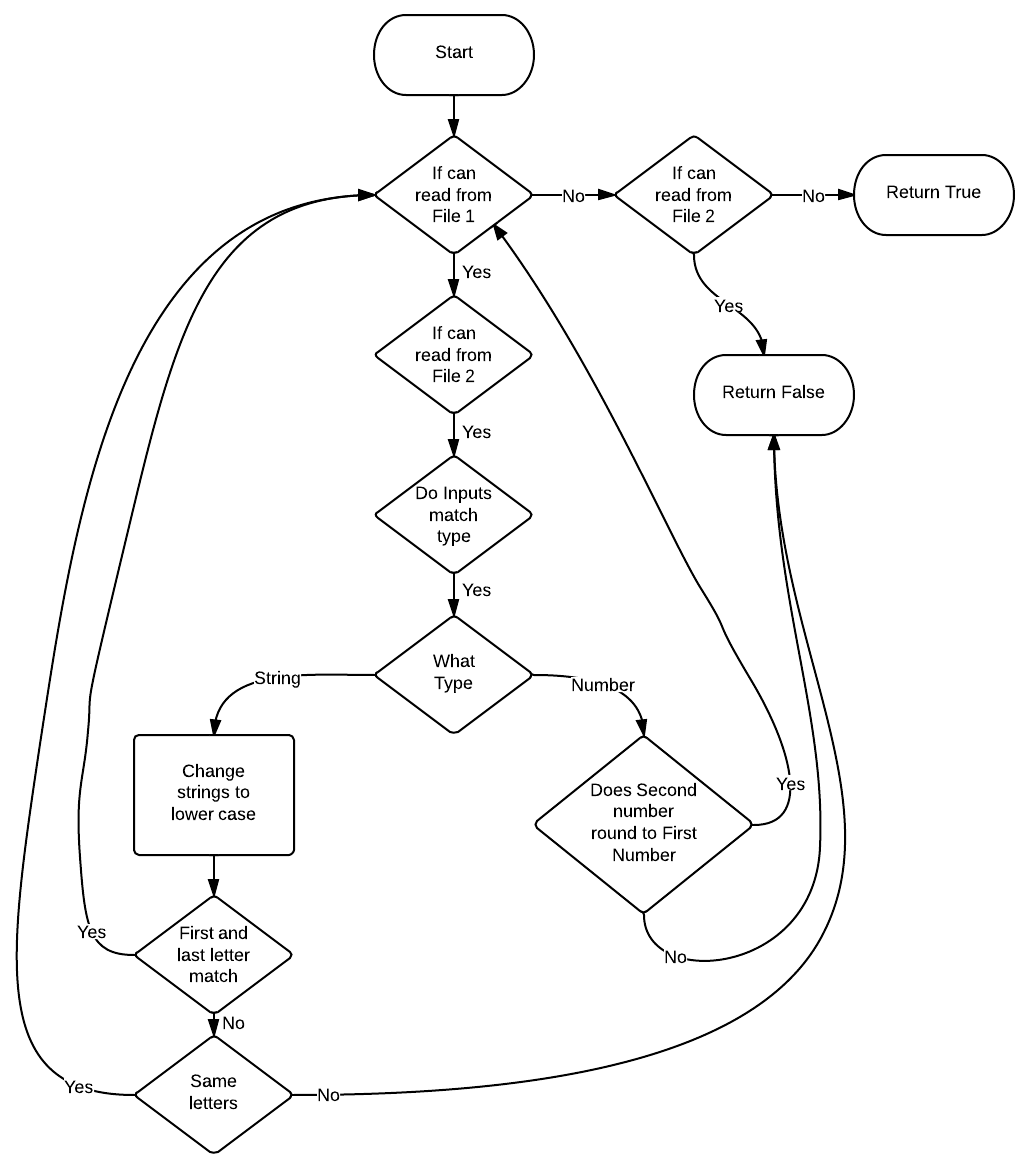 Start
If can
read from
File 1
No
If can
read from
File 2
No
Return True
Yes
Yes
If can
read from
File 2
Return False
Yes
Do Inputs
match
type
Yes
What
Type
String
Number
Change
strings to
lower case
Does Second
number
round to First
Number
Yes
First and
last letter
match
Yes
No
No
Same
letters
Yes
No